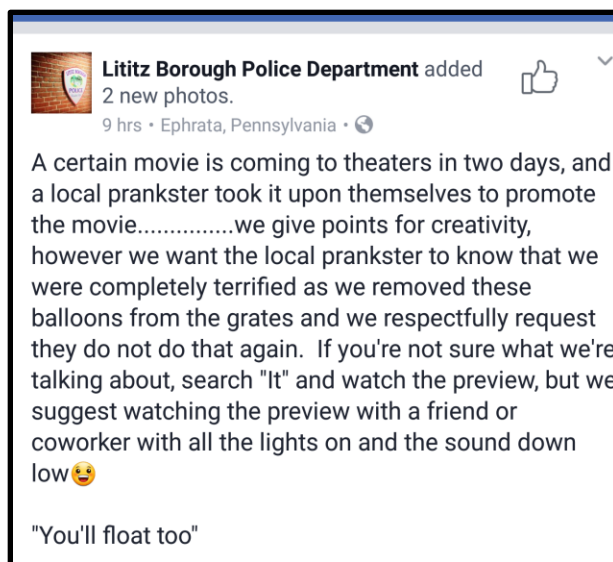 Lititz Borough Police Department added
2 new photos.
9 hrs • Ephrata, Pennsylvania •
A certain movie is coming to theaters in two days, and
a local prankster took it upon themselves to promote
the movie...............we give points for creativity,
however we want the local prankster to know that we
were completely terrified as we removed these
balloons from the grates and we respectfully request
they do not do that again.  If you're not sure what we're
talking about, search "It" and watch the preview, but we
suggest watching the preview with a friend or
coworker with all the lights on and the sound down
low😀
"You'll float too"